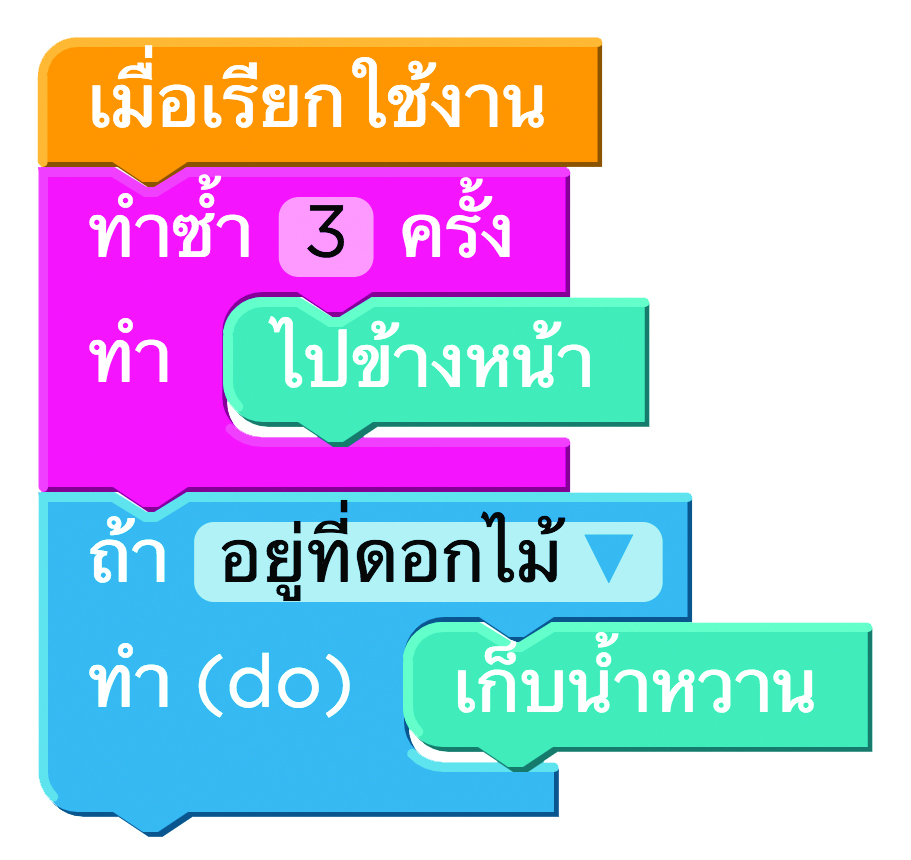 เมื่อเรียกใช้งาน
ทำซ้ำ 3 ครั้ง
ทำ ไปข้างหน้า
ถ้า อยู่ที่ดอกไม้ ▼
ทำ (do) เก็บน้ำหวาน